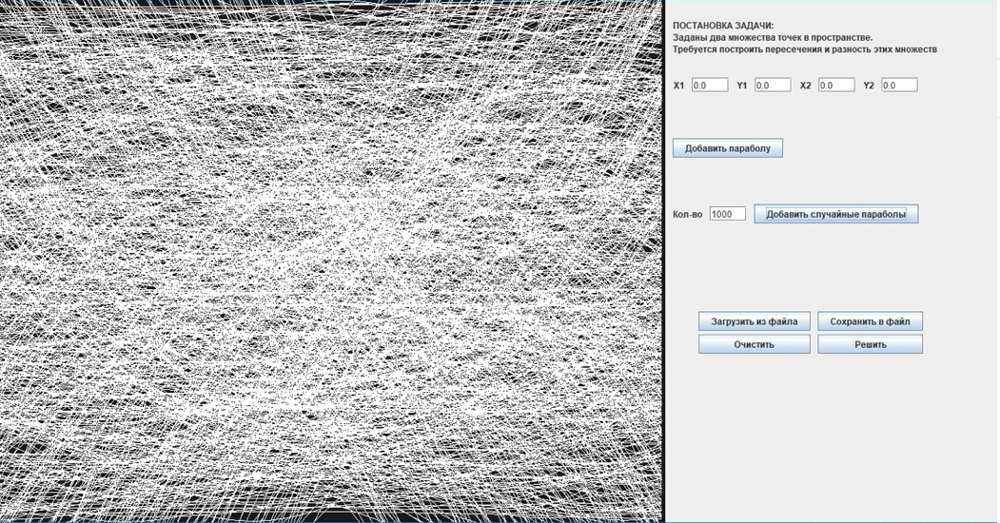 ПОСТАНОВКА ЗАДАЧИ:
Заданы два множества точек в пространстве.
Требуется построить пересечения и разность этих множеств
X1 0.0 Y1 0.0 X2 0.0 Y2 0.0
Добавить параболу
Кол-во 1000 Добавить случайные параболы
Загрузить из файла Сохранить в файл
Очистить Решить